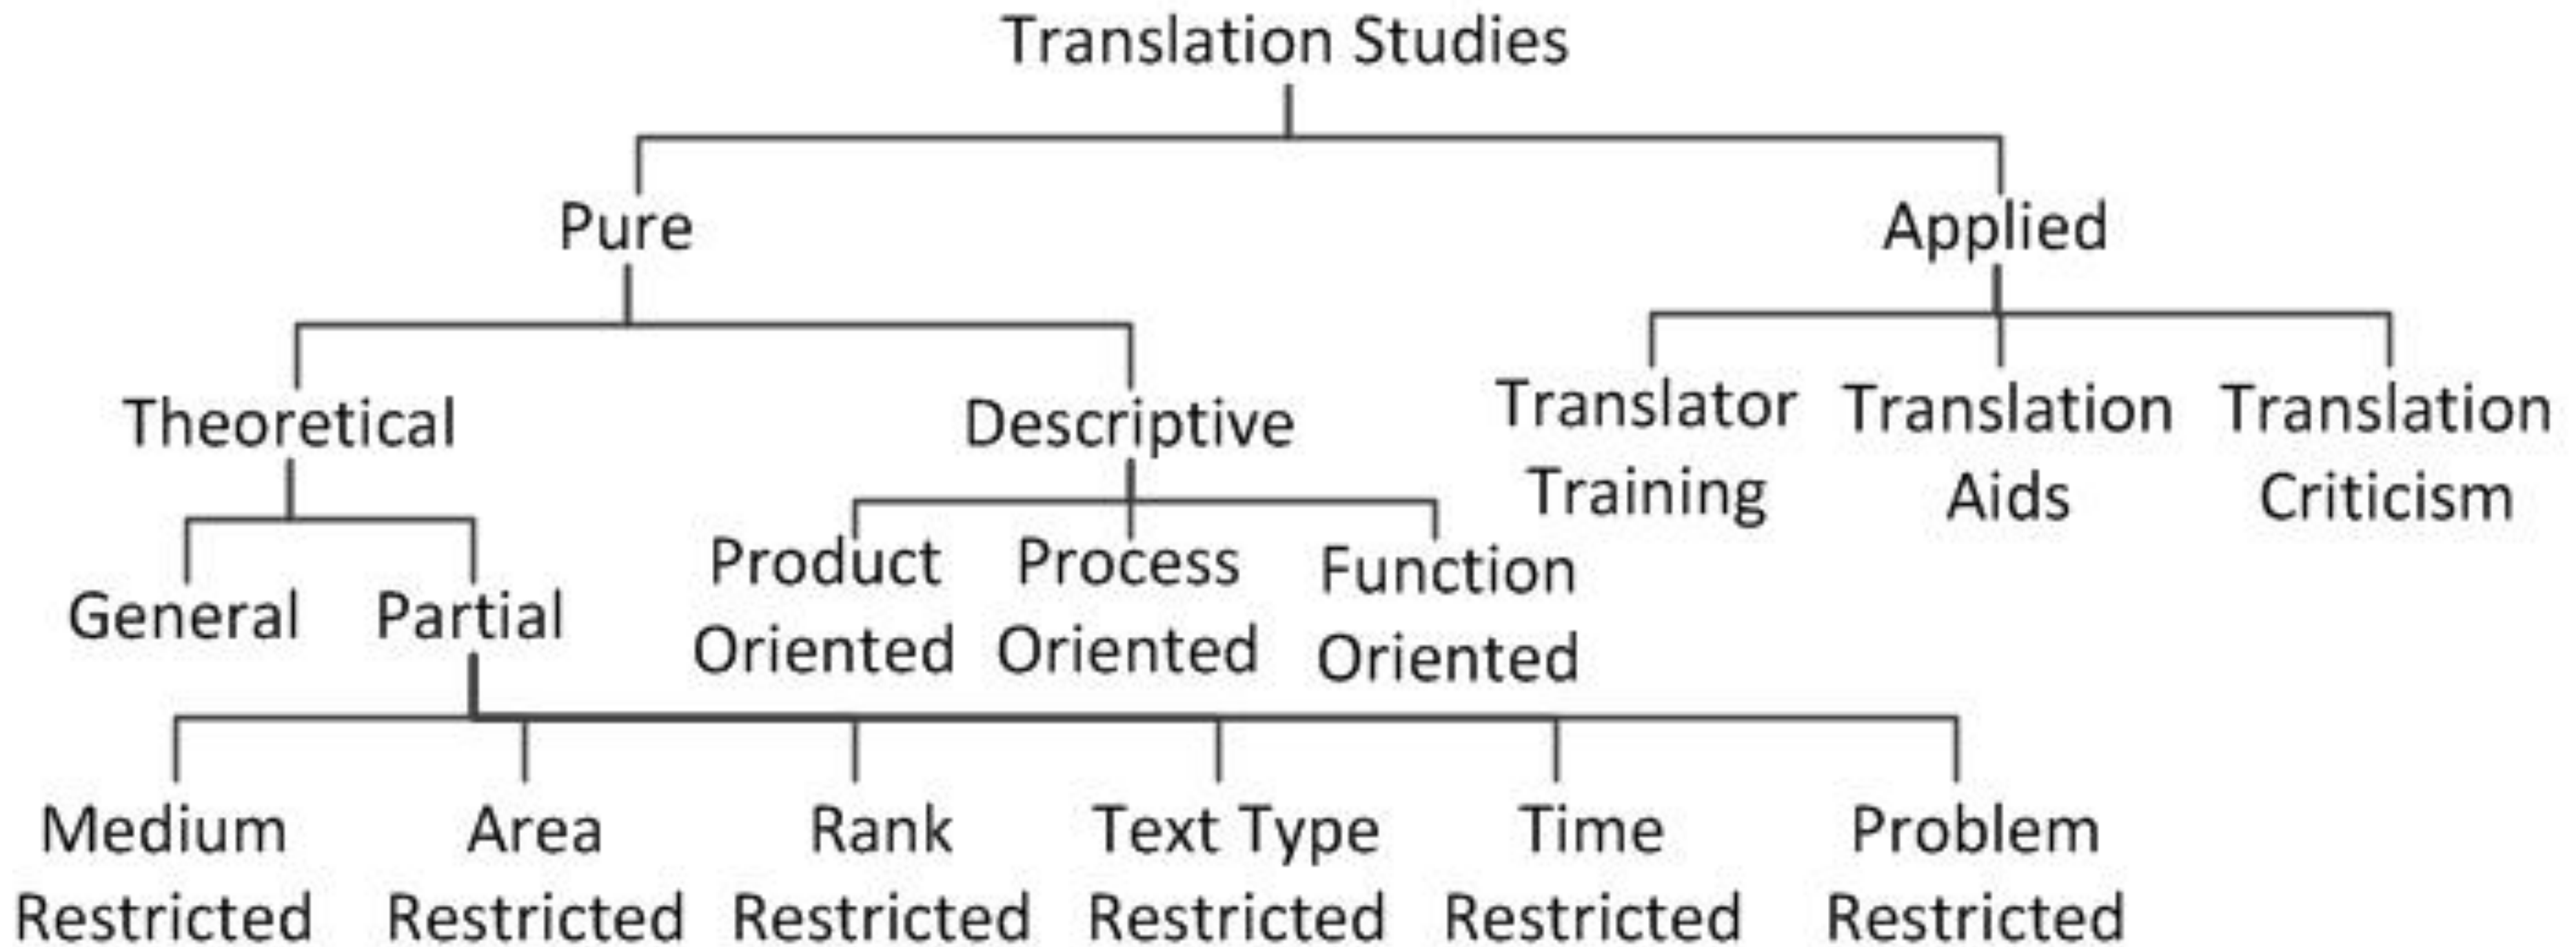 Translation Studies
Pure
Applied
Theoretical
Descriptive
Translator
Training
Translation
Aids
Translation
Criticism
General
Partial
Product
Oriented
Process
Oriented
Function
Oriented
Medium
Restricted
Area
Restricted
Rank
Restricted
Text Type
Restricted
Time
Restricted
Problem
Restricted